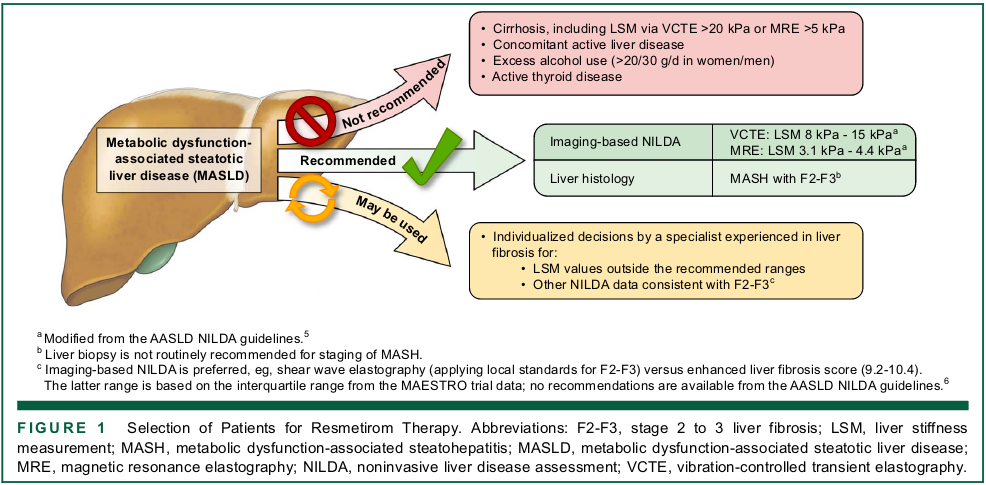 • Cirrhosis, including LSM via VCTE >20 kPa or MRE >5 kPa
• Concomitant active liver disease
• Excess alcohol use (>20/30 g/d in women/men)
• Active thyroid disease
Not recommended
Metabolic dysfunction-
associated steatotic
liver disease (MASLD)
Recommended
Imaging-based NILDA
VCTE: LSM 8 kPa - 15 kPaᵃ
MRE: LSM 3.1 kPa - 4.4 kPaᵃ
Liver histology
MASH with F2-F3ᵇ
May be used
• Individualized decisions by a specialist experienced in liver
fibrosis for:
• LSM values outside the recommended ranges
• Other NILDA data consistent with F2-F3ᶜ
ᵃ Modified from the AASLD NILDA guidelines.⁵
ᵇ Liver biopsy is not routinely recommended for staging of MASH.
ᶜ Imaging-based NILDA is preferred, eg, shear wave elastography (applying local standards for F2-F3) versus enhanced liver fibrosis score (9.2-10.4).
The latter range is based on the interquartile range from the MAESTRO trial data; no recommendations are available from the AASLD NILDA guidelines.⁶
FIGURE 1 Selection of Patients for Resmetirom Therapy. Abbreviations: F2-F3, stage 2 to 3 liver fibrosis; LSM, liver stiffness
measurement; MASH, metabolic dysfunction-associated steatohepatitis; MASLD, metabolic dysfunction-associated steatotic liver disease;
MRE, magnetic resonance elastography; NILDA, noninvasive liver disease assessment; VCTE, vibration-controlled transient elastography.